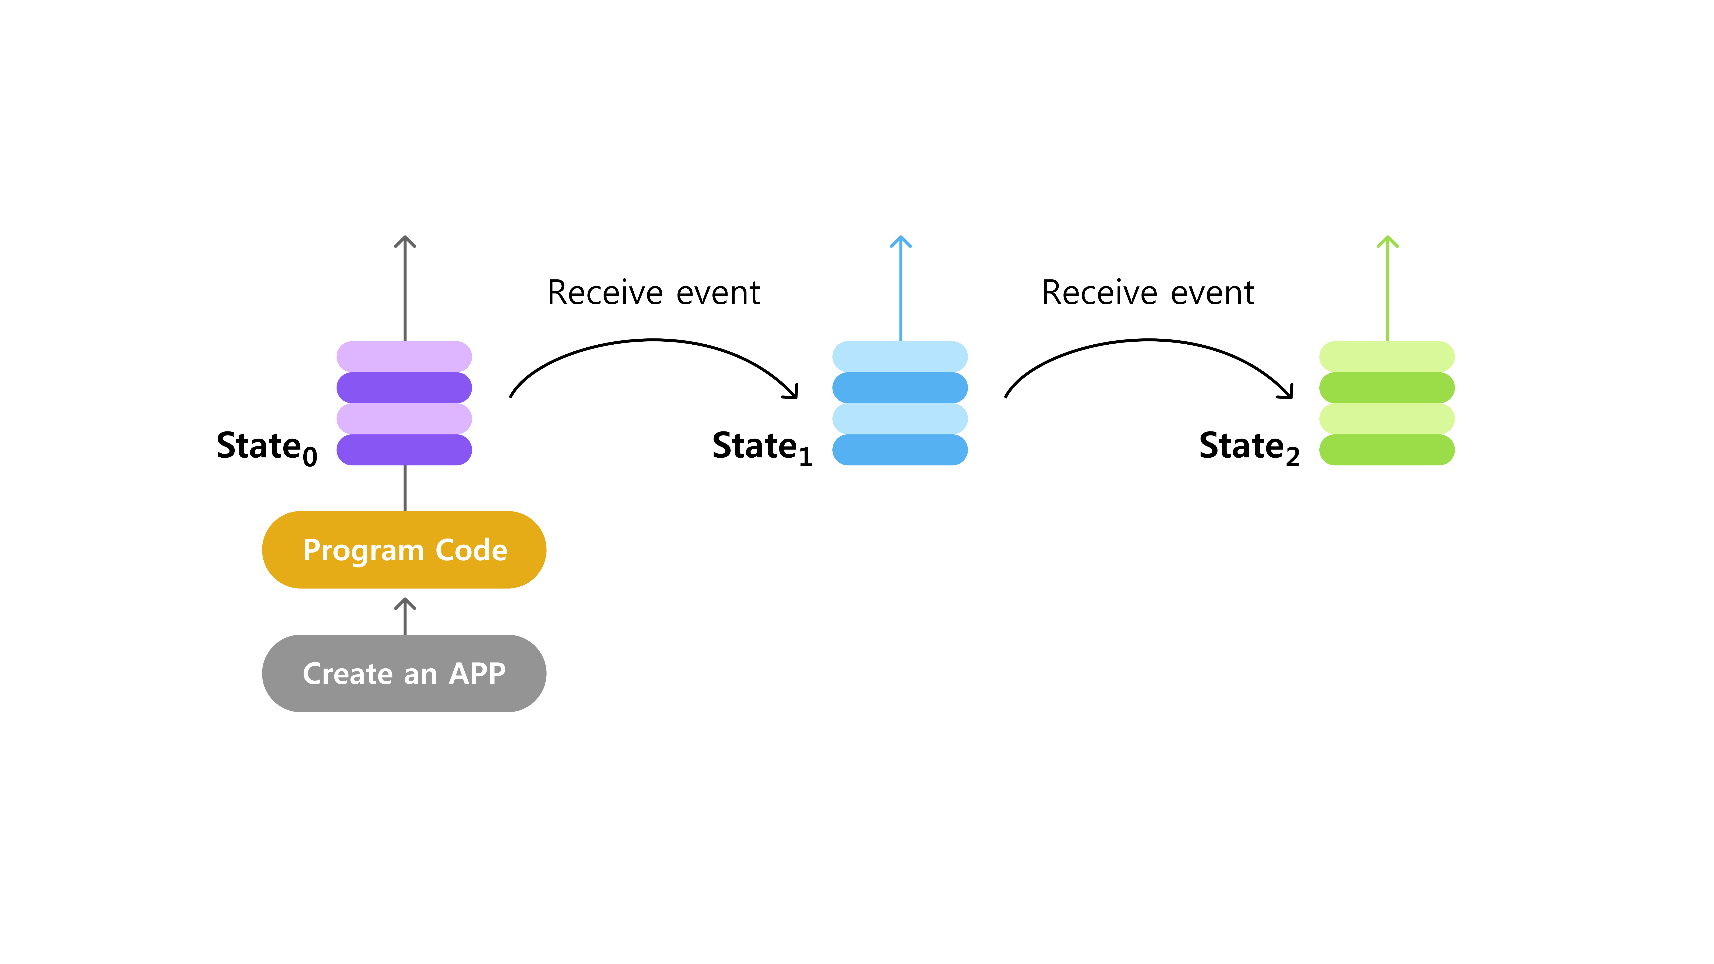 Receive event
Receive event
State₀
State₁
State₂
Program Code
Create an APP